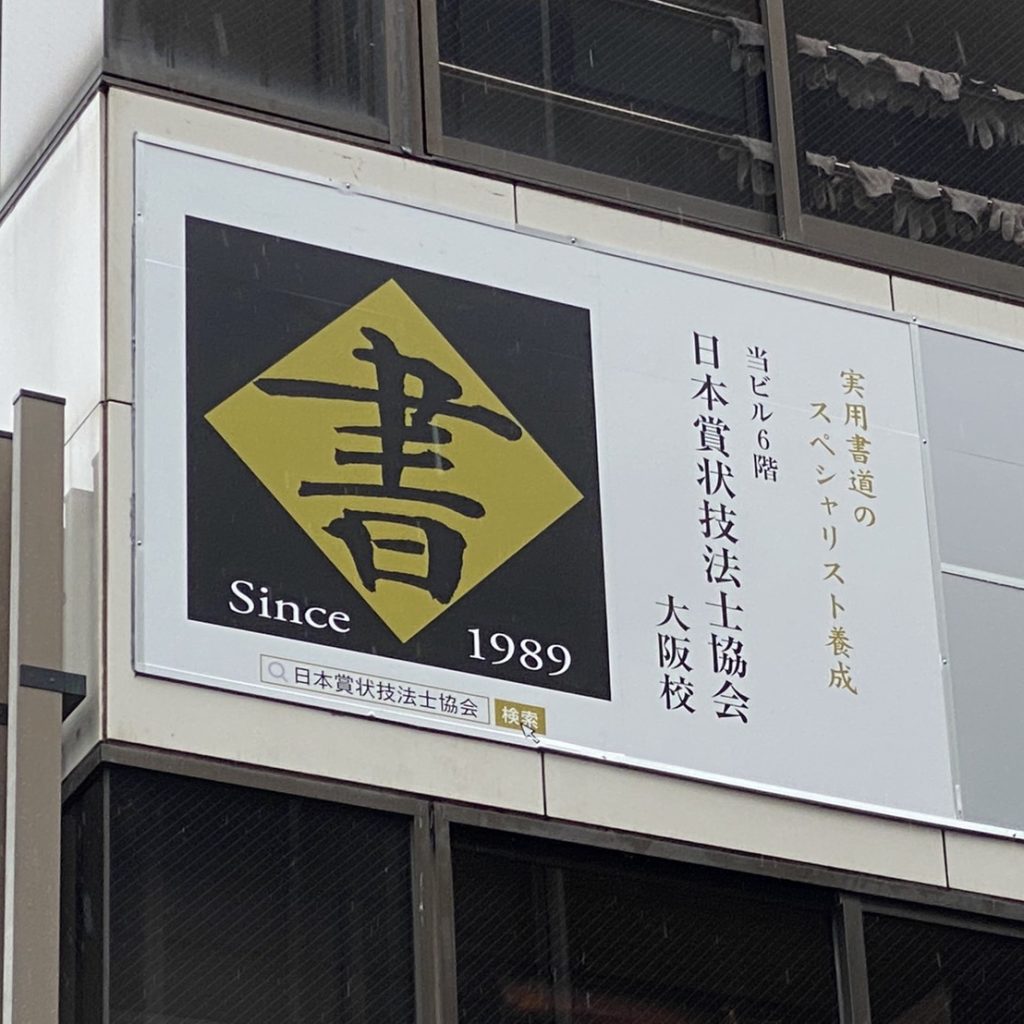 実用書道の
スペシャリスト養成
当ビル6階
日本賞状技法士協会
大阪校
書
Since
1989
日本賞状技法士協会
検索